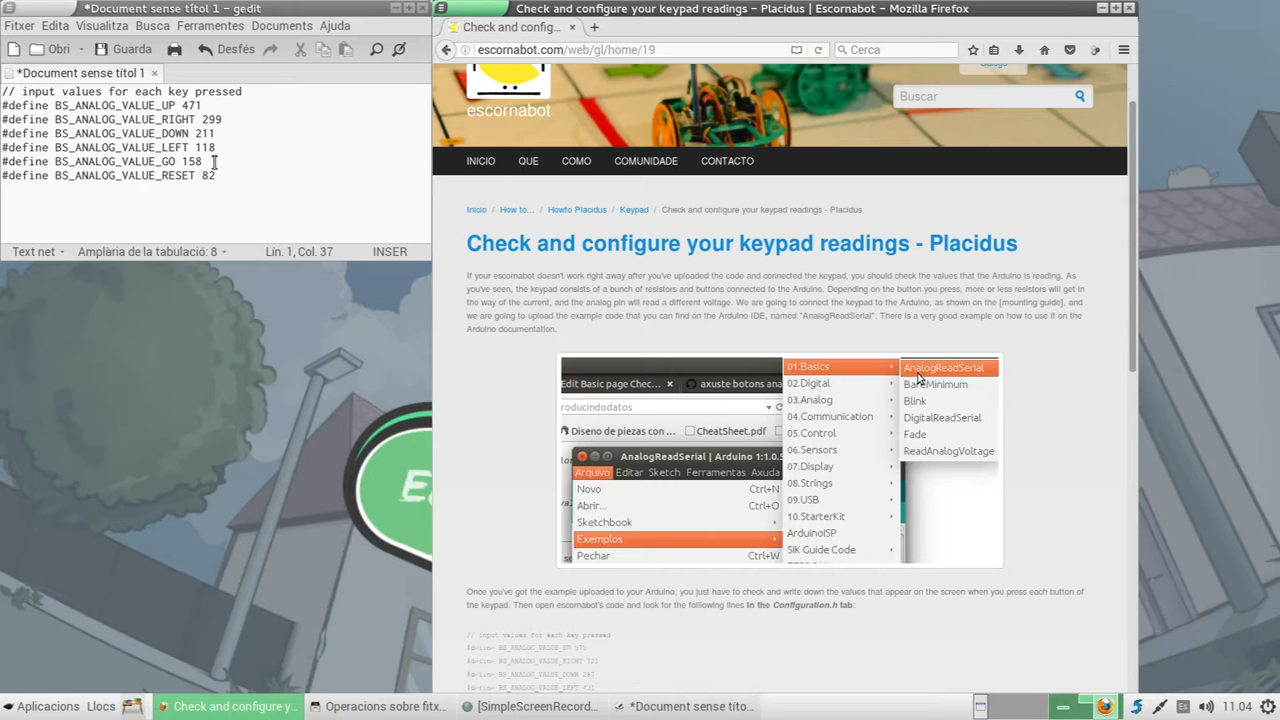 *Document sense títol 1 - gedit
Fitxer Edita Visualitza Busca Ferramentes Documents Ajuda
Obri Guarda Desfés
*Document sense títol 1
// input values for each key pressed
#define BS_ANALOG_VALUE_UP 471
#define BS_ANALOG_VALUE_RIGHT 299
#define BS_ANALOG_VALUE_DOWN 211
#define BS_ANALOG_VALUE_LEFT 118
#define BS_ANALOG_VALUE_GO 158
#define BS_ANALOG_VALUE_RESET 82
Text net Amplària de la tabulació: 8 Lin. 1, Col. 37 INSER
Check and config your keypad readings – Placidus | Escornabot - Mozilla Firefox
Check and config...
escornabot.com/web/gl/home/19
Cerca
escornabot
Buscar
INICIO QUE COMO COMUNIDADE CONTACTO
Inicio / How to... / Howto Placidus / Keypad / Check and configure your keypad readings - Placidus
Check and configure your keypad readings - Placidus
If your escornabot doesn't work right away after you've uploaded the code and connected the keypad, you should check the values that the Arduino is reading. As
you've seen, the keypad consists of a bunch of resistors and buttons connected to the Arduino. Depending on the button you press, more or less resistors will get in
the way of the current, and the analog pin will read a different voltage. We are going to connect the keypad to the Arduino, as shown on the [mounting guide], and
we are going to upload the example code that you can find on the Arduino IDE, named "AnalogReadSerial". There is a very good example on how to use it on the
Arduino documentation.
Edit Basic page Chec... axuste botons ana
roducindodatos
Diseno de piezas con ... CheatSheet.pdf
AnalogReadSerial | Arduino 1:1.0.5
Arquivo Editar Sketch Ferramentas Axuda
Novo Ctrl+N
Abrir... Ctrl+O
Sketchbook
Exemplos
Pechar Ctrl+W
01.Basics
02.Digital
03.Analog
04.Communication
05.Control
06.Sensors
07.Display
08.Strings
09.USB
10.StarterKit
ArduinoISP
SIK Guide Code
AnalogReadSerial
BareMinimum
Blink
DigitalReadSerial
Fade
ReadAnalogVoltage
Once you've got the example uploaded to your Arduino, you just have to check and write down the values that appear on the screen when you press each button of
the keypad. Then open escornabot's code and look for the following lines in the Configuration.h tab:
// input values for each key pressed
#define BS_ANALOG_VALUE_UP
#define BS_ANALOG_VALUE_RIGHT
#define BS_ANALOG_VALUE_DOWN
#define BS_ANALOG_VALUE_LEFT
Aplicacions Llocs Check and configure y... Operacions sobre fitx... [SimpleScreenRecord... *Document sense títo... Es 11.04